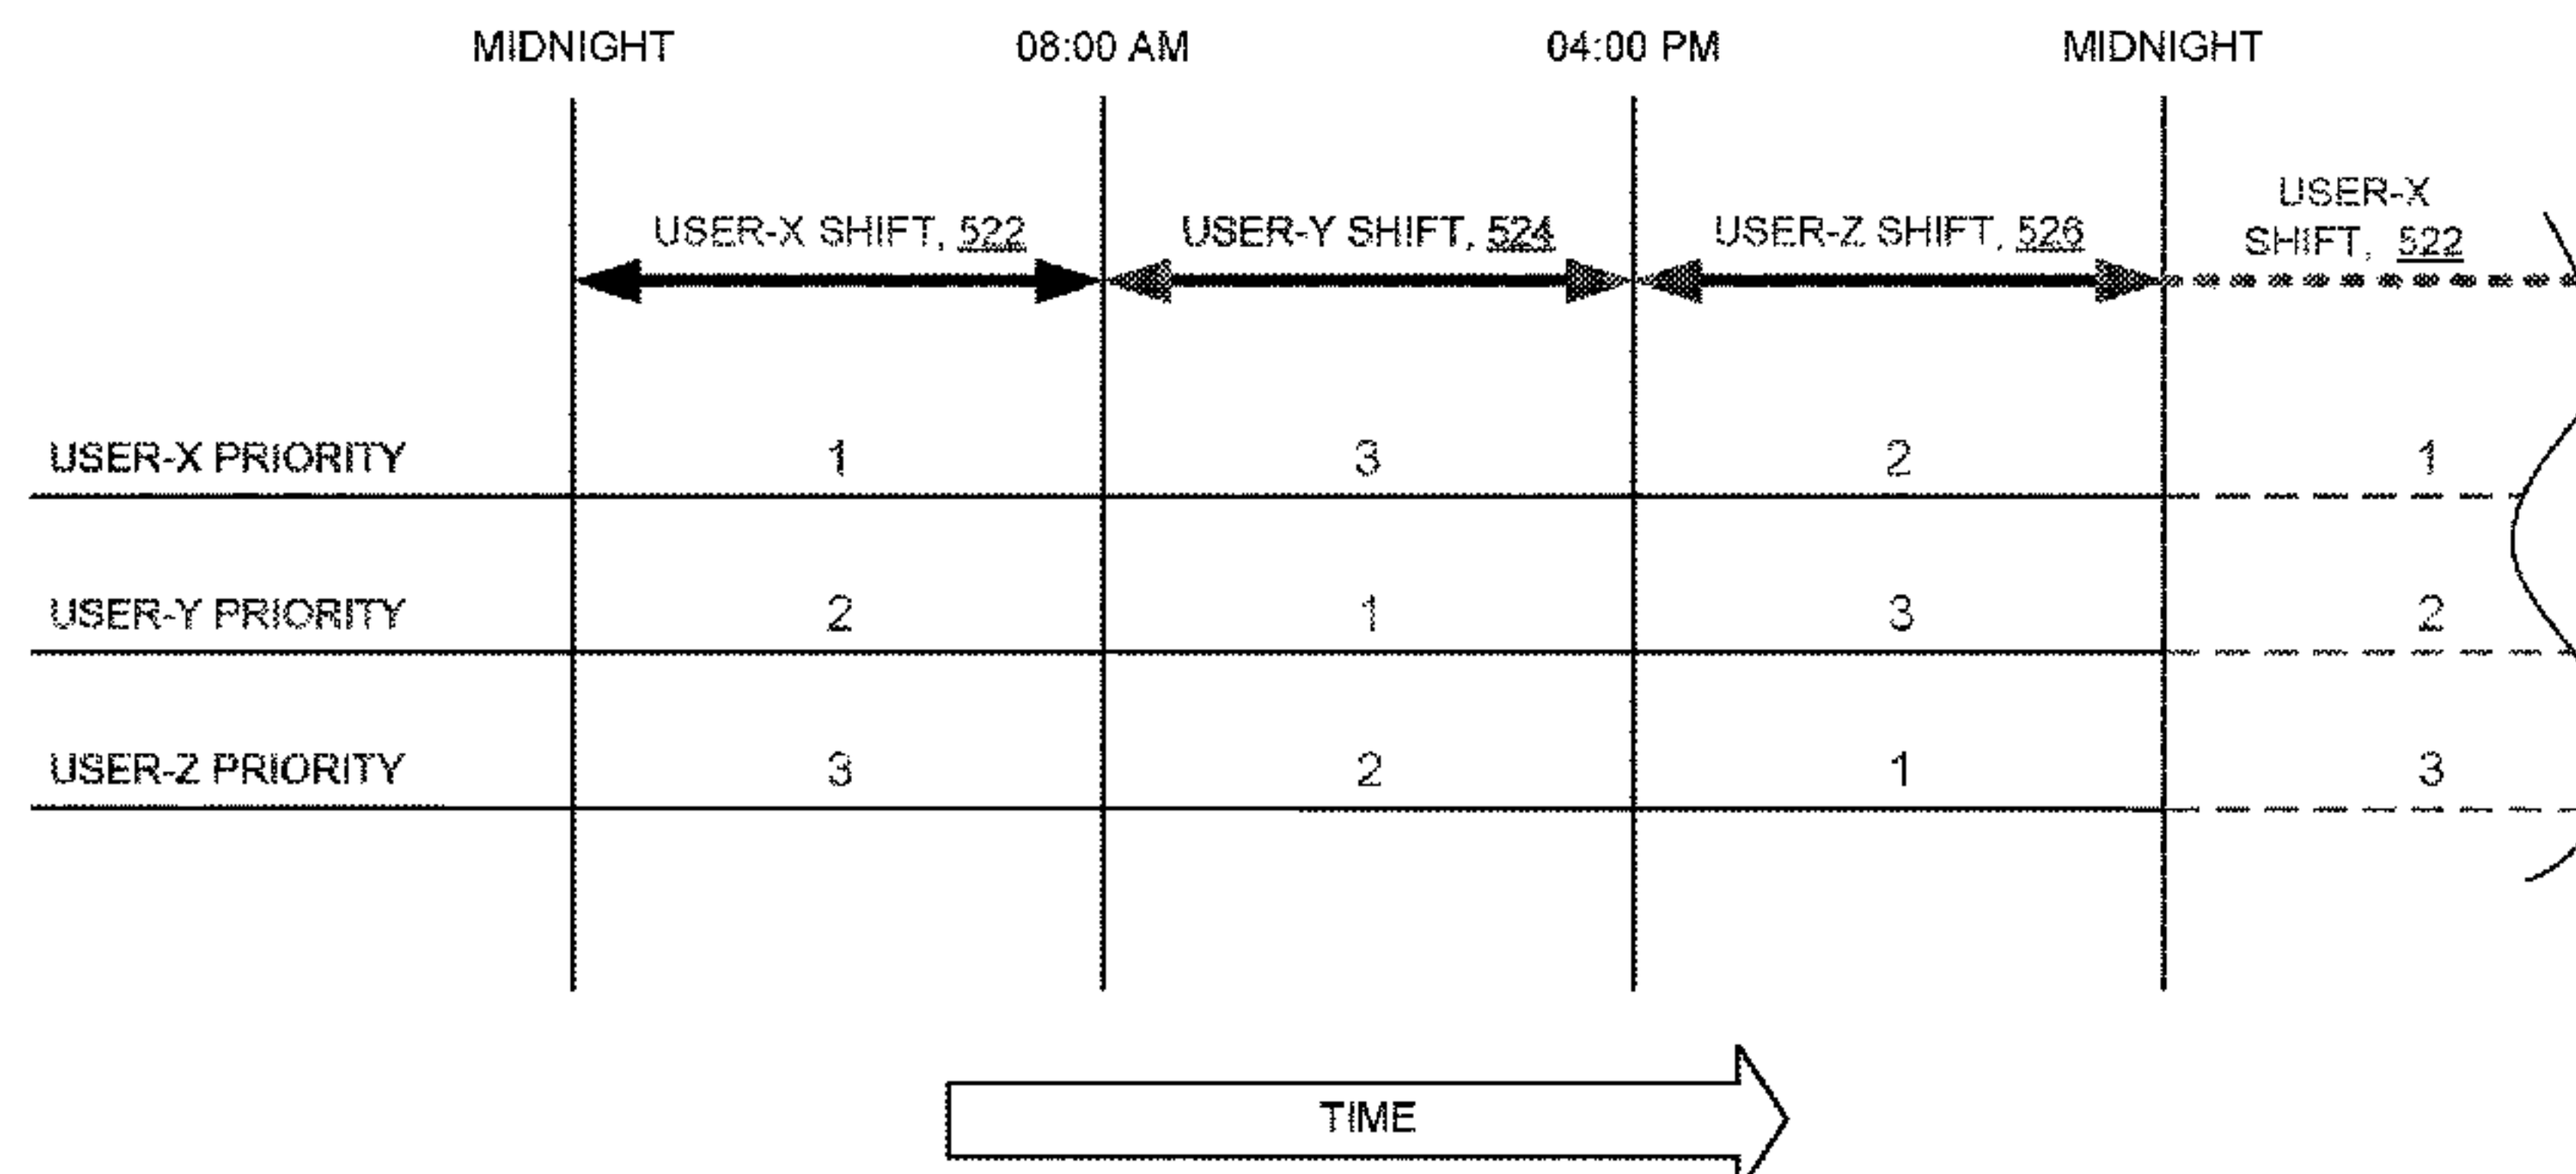 MIDNIGHT 08:00 AM 04:00 PM MIDNIGHT
USER-X SHIFT, 522 USER-Y SHIFT, 524 USER-Z SHIFT, 526 USER-X
SHIFT, 522
USER-X PRIORITY 1 3 2 1
USER-Y PRIORITY 2 1 3 2
USER-Z PRIORITY 3 2 1 3
TIME